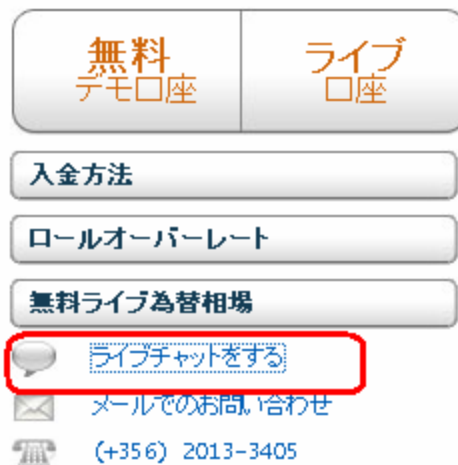 無料 ライブ
デモ口座 口座
入金方法
ロールオーバーレート
無料ライブ為替相場
ライブチャットをする
メールでのお問い合わせ
(+356) 2013-3405